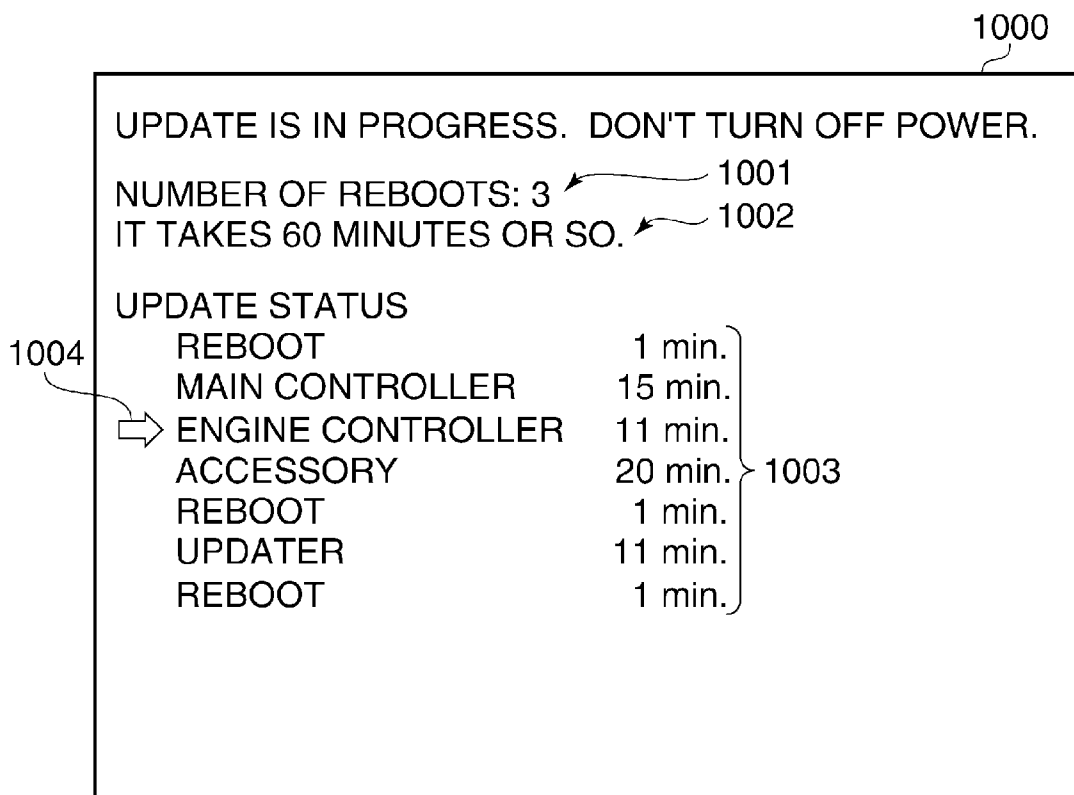 1000
UPDATE IS IN PROGRESS. DON'T TURN OFF POWER.
NUMBER OF REBOOTS: 3 1001
IT TAKES 60 MINUTES OR SO. 1002
UPDATE STATUS
REBOOT 1 min.
1004
MAIN CONTROLLER 15 min.
ENGINE CONTROLLER 11 min.
ACCESSORY 20 min. 1003
REBOOT 1 min.
UPDATER 11 min.
REBOOT 1 min.